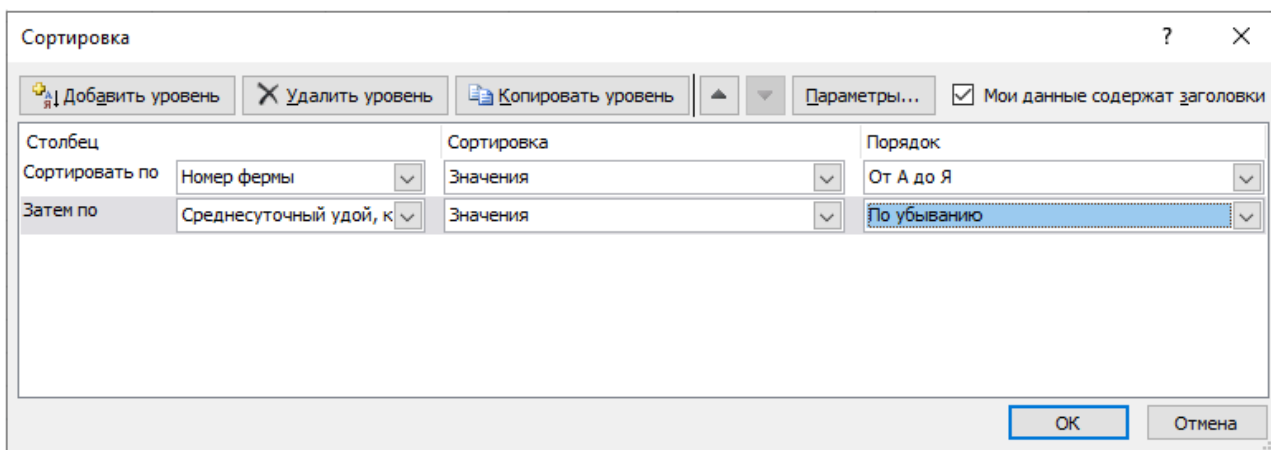 Сортировка ?
Добавить уровень Удалить уровень Копировать уровень Параметры... Мои данные содержат заголовки
Столбец Сортировка Порядок
Сортировать по Номер фермы Значения От А до Я
Затем по Среднесуточный удой, к Значения По убыванию
ОК Отмена